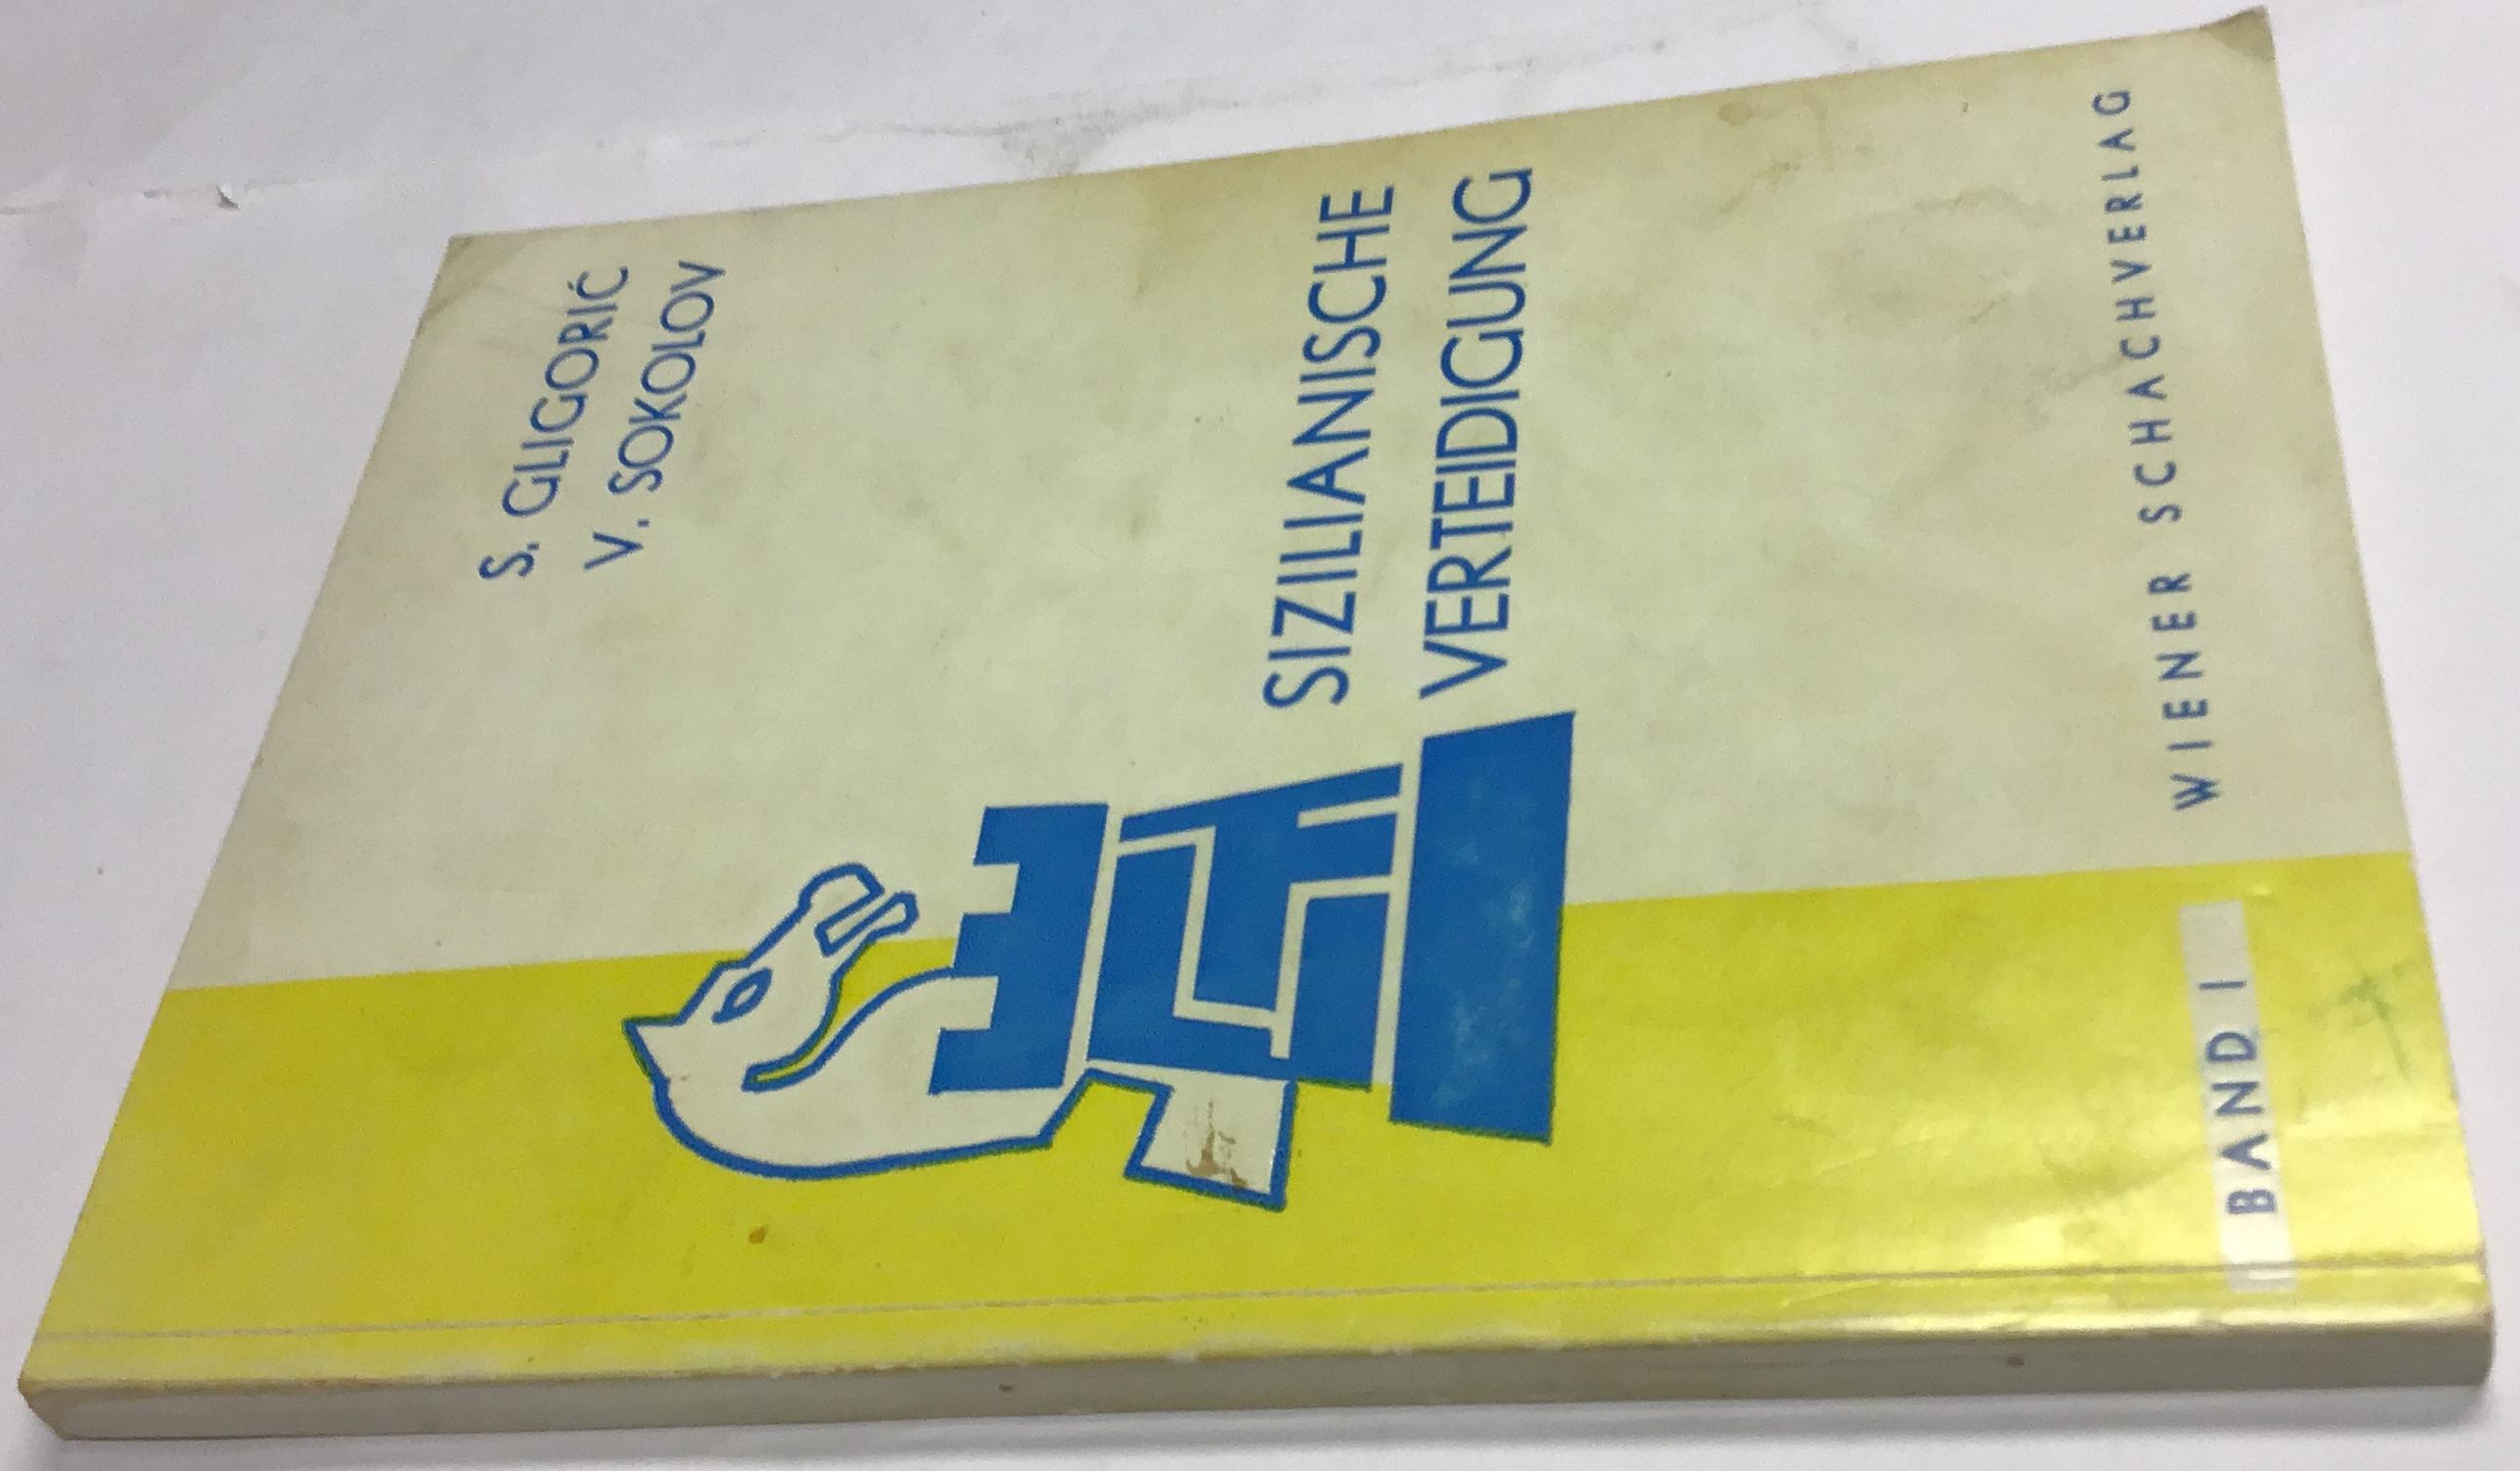 S. GLIGORIĆ
V. SOKOLOV
SIZILIANISCHE
VERTEIDIGUNG
BAND I
WIENER SCHACHVERLAG